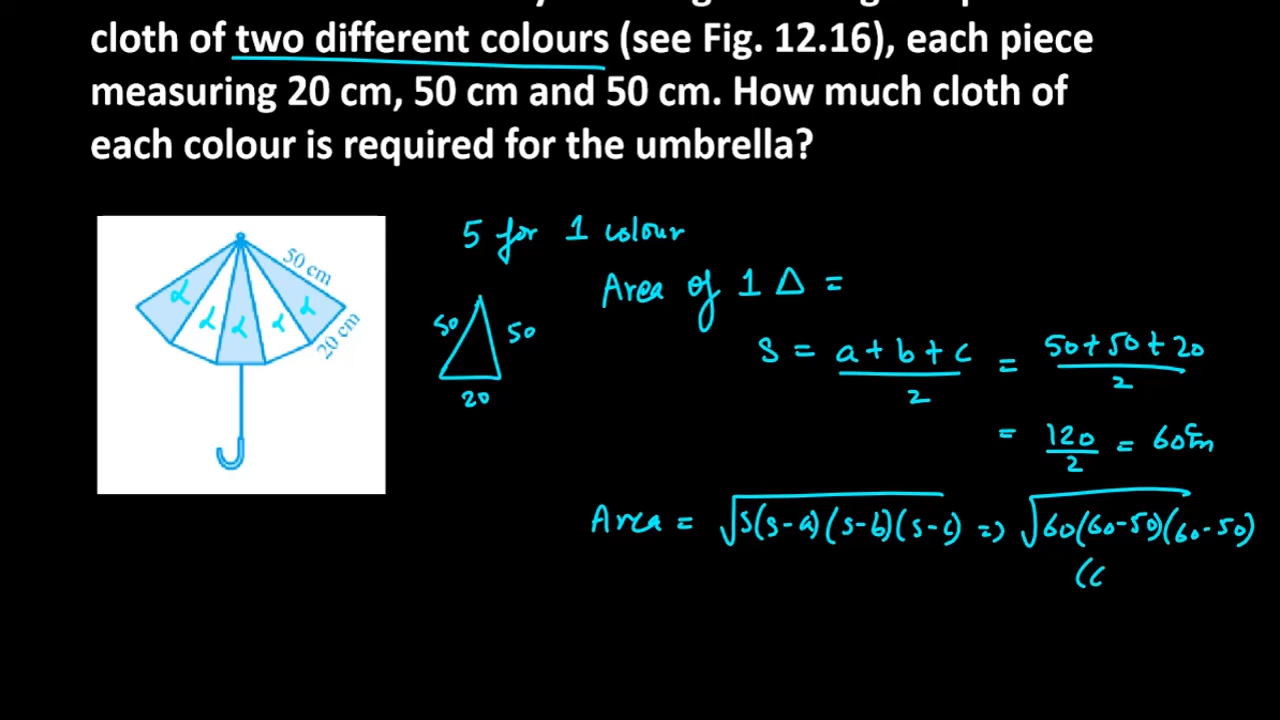 cloth of two different colours (see Fig. 12.16), each piece
measuring 20 cm, 50 cm and 50 cm. How much cloth of
each colour is required for the umbrella?
5 for 1 colour
50 cm
20 cm
Area of 1 Δ =
50
50
20
S = a + b + c / 2 = 50 + 50 + 20 / 2
= 120 / 2 = 60cm
Area = √s(s-a)(s-b)(s-c) => √60(60-50)(60-50)
(6